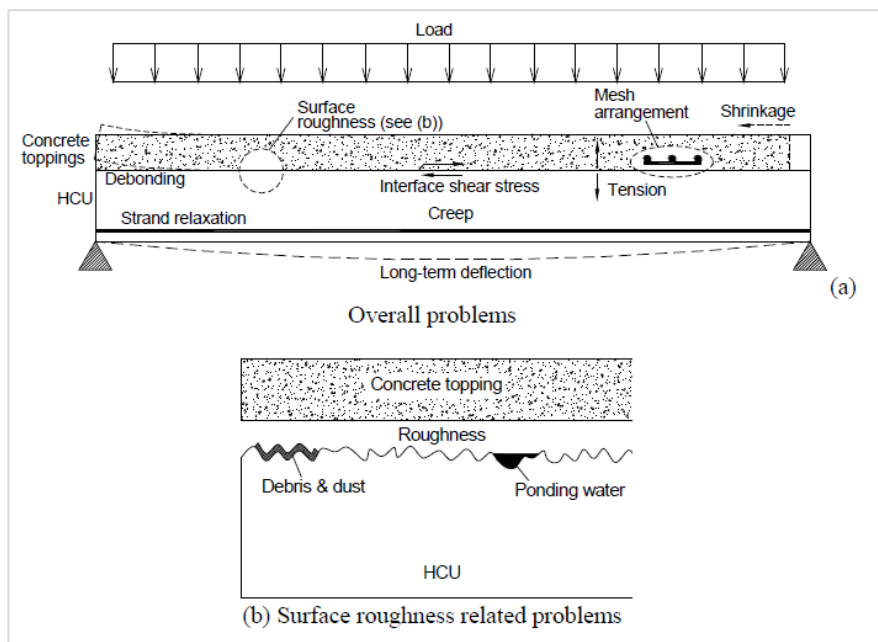 Load
Surface
roughness (see (b))
Mesh
arrangement
Shrinkage
Concrete
toppings
Debonding
Interface shear stress
Tension
HCU
Strand relaxation
Creep
Long-term deflection
(a)
Overall problems
Concrete topping
Roughness
Debris & dust
Ponding water
HCU
(b) Surface roughness related problems